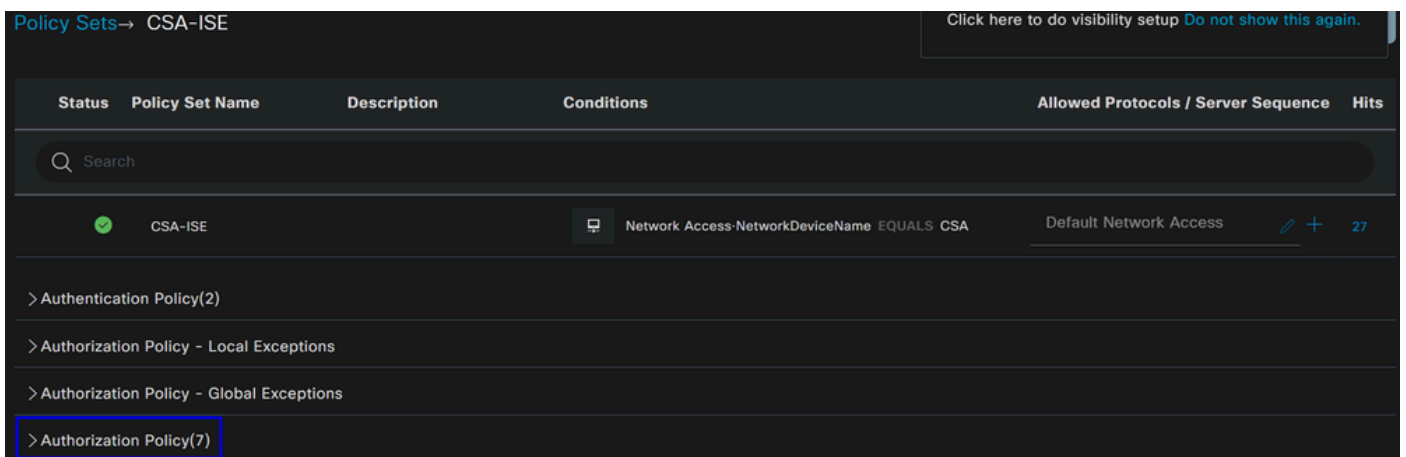 Policy Sets→ CSA-ISE
Click here to do visibility setup Do not show this again.
Status Policy Set Name Description Conditions Allowed Protocols / Server Sequence Hits
Search
CSA-ISE Network Access·NetworkDeviceName EQUALS CSA Default Network Access 27
>Authentication Policy(2)
>Authorization Policy - Local Exceptions
>Authorization Policy - Global Exceptions
>Authorization Policy(7)